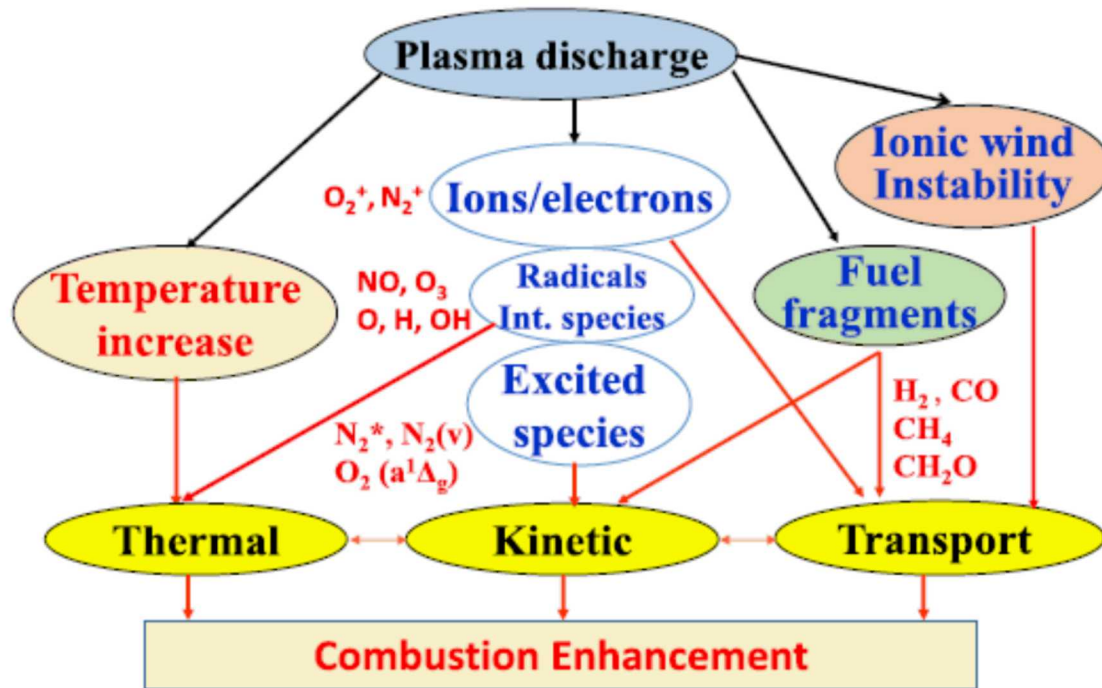 Plasma discharge
Ionic wind
Instability
O₂⁺, N₂⁺
Ions/electrons
Temperature
increase
NO, O₃
O, H, OH
Radicals
Int. species
Fuel
fragments
Excited
species
N₂*, N₂(v)
O₂ (a¹Δg)
H₂ , CO
CH₄
CH₂O
Thermal
Kinetic
Transport
Combustion Enhancement